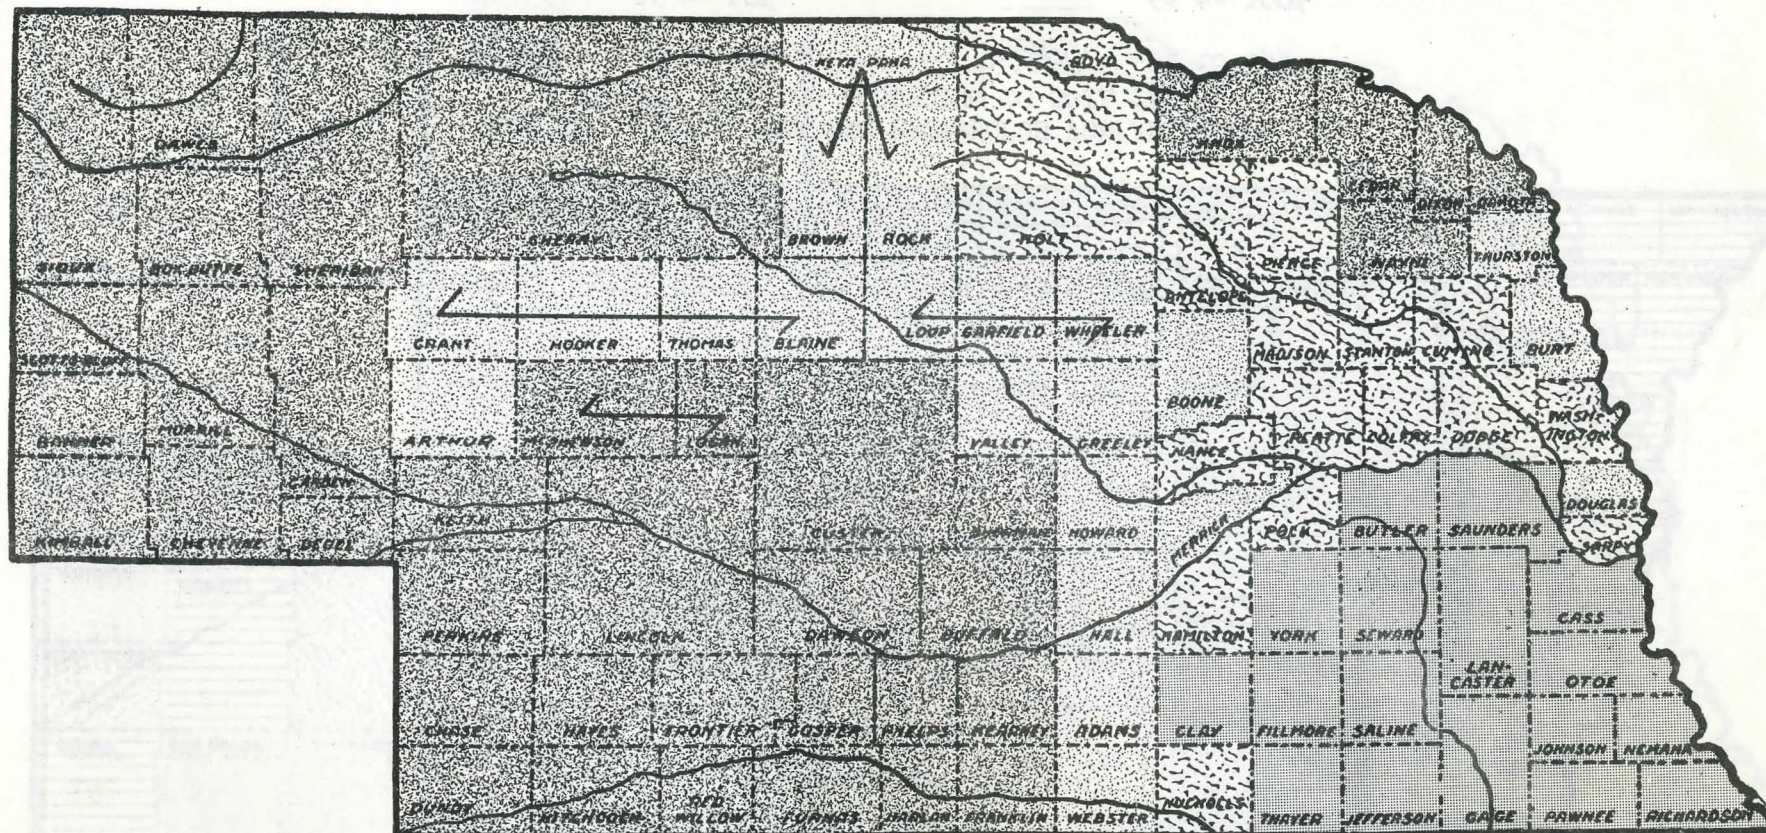 KEYA PAHA
BOYD
DAWES
KNOX
CEDAR
DIXON
DAKOTA
CHERRY
BROWN
ROCK
HOLT
SIOUX
BOX BUTTE
SHERIDAN
PIERCE
WAYNE
THURSTON
ANTELOPE
GRANT
HOOKER
THOMAS
BLAINE
LOUP
GARFIELD
WHEELER
SCOTTS BLUFF
MADISON
STANTON
CUMING
BURT
BANNER
MORRILL
ARTHUR
MCPHERSON
LOGAN
VALLEY
GREELEY
BOONE
NANCE
PLATTE
COLFAX
DODGE
WASH-
INGTON
GARDEN
KEITH
KIMBALL
CHEYENNE
DEUEL
CUSTER
SHERMAN
HOWARD
MERRICK
POLK
BUTLER
SAUNDERS
DOUGLAS
SARPY
PERKINS
LINCOLN
DAWSON
BUFFALO
HALL
HAMILTON
YORK
SEWARD
LAN-
CASTER
CASS
OTOE
CHASE
HAYES
FRONTIER
GOSPER
PHELPS
KEARNEY
ADAMS
CLAY
FILLMORE
SALINE
JOHNSON
NEMAHA
DUNDY
HITCHCOCK
RED
WILLOW
FURNAS
HARLAN
FRANKLIN
WEBSTER
NUCKOLLS
THAYER
JEFFERSON
GAGE
PAWNEE
RICHARDSON